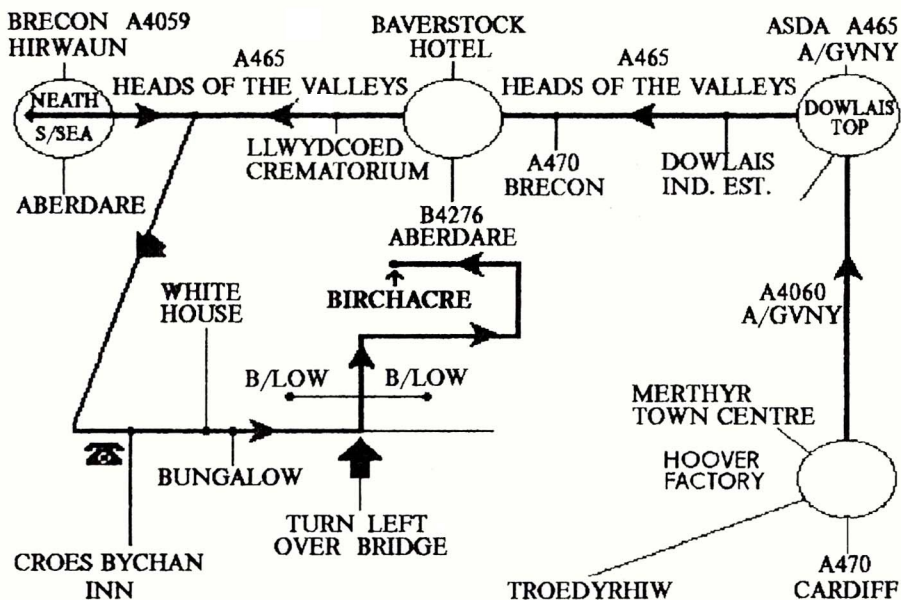 BRECON A4059
HIRWAUN
BAVERSTOCK
HOTEL
ASDA A465
A/GVNY
A465
HEADS OF THE VALLEYS
A465
HEADS OF THE VALLEYS
NEATH
S/SEA
DOWLAIS
TOP
LLWYDCOED
CREMATORIUM
A470
BRECON
DOWLAIS
IND. EST.
ABERDARE
B4276
ABERDARE
BIRCHACRE
WHITE
HOUSE
A4060
A/GVNY
B/LOW
B/LOW
MERTHYR
TOWN CENTRE
HOOVER
FACTORY
BUNGALOW
TURN LEFT
OVER BRIDGE
CROES BYCHAN
INN
TROEDYRHIW
A470
CARDIFF